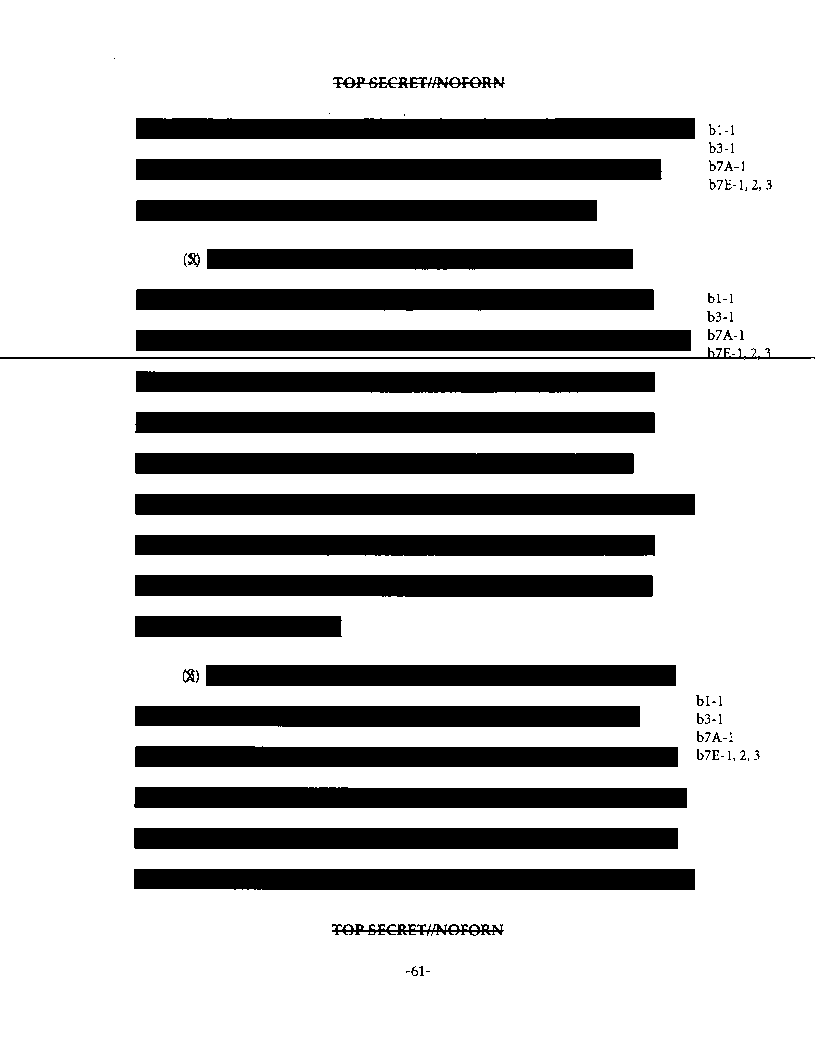 TOP SECRET//NOFORN
b1-1
b3-1
b7A-1
b7E-1, 2, 3
(S)
b1-1
b3-1
b7A-1
b7E-1, 2, 3
(S)
b1-1
b3-1
b7A-1
b7E-1, 2, 3
TOP SECRET//NOFORN
-61-